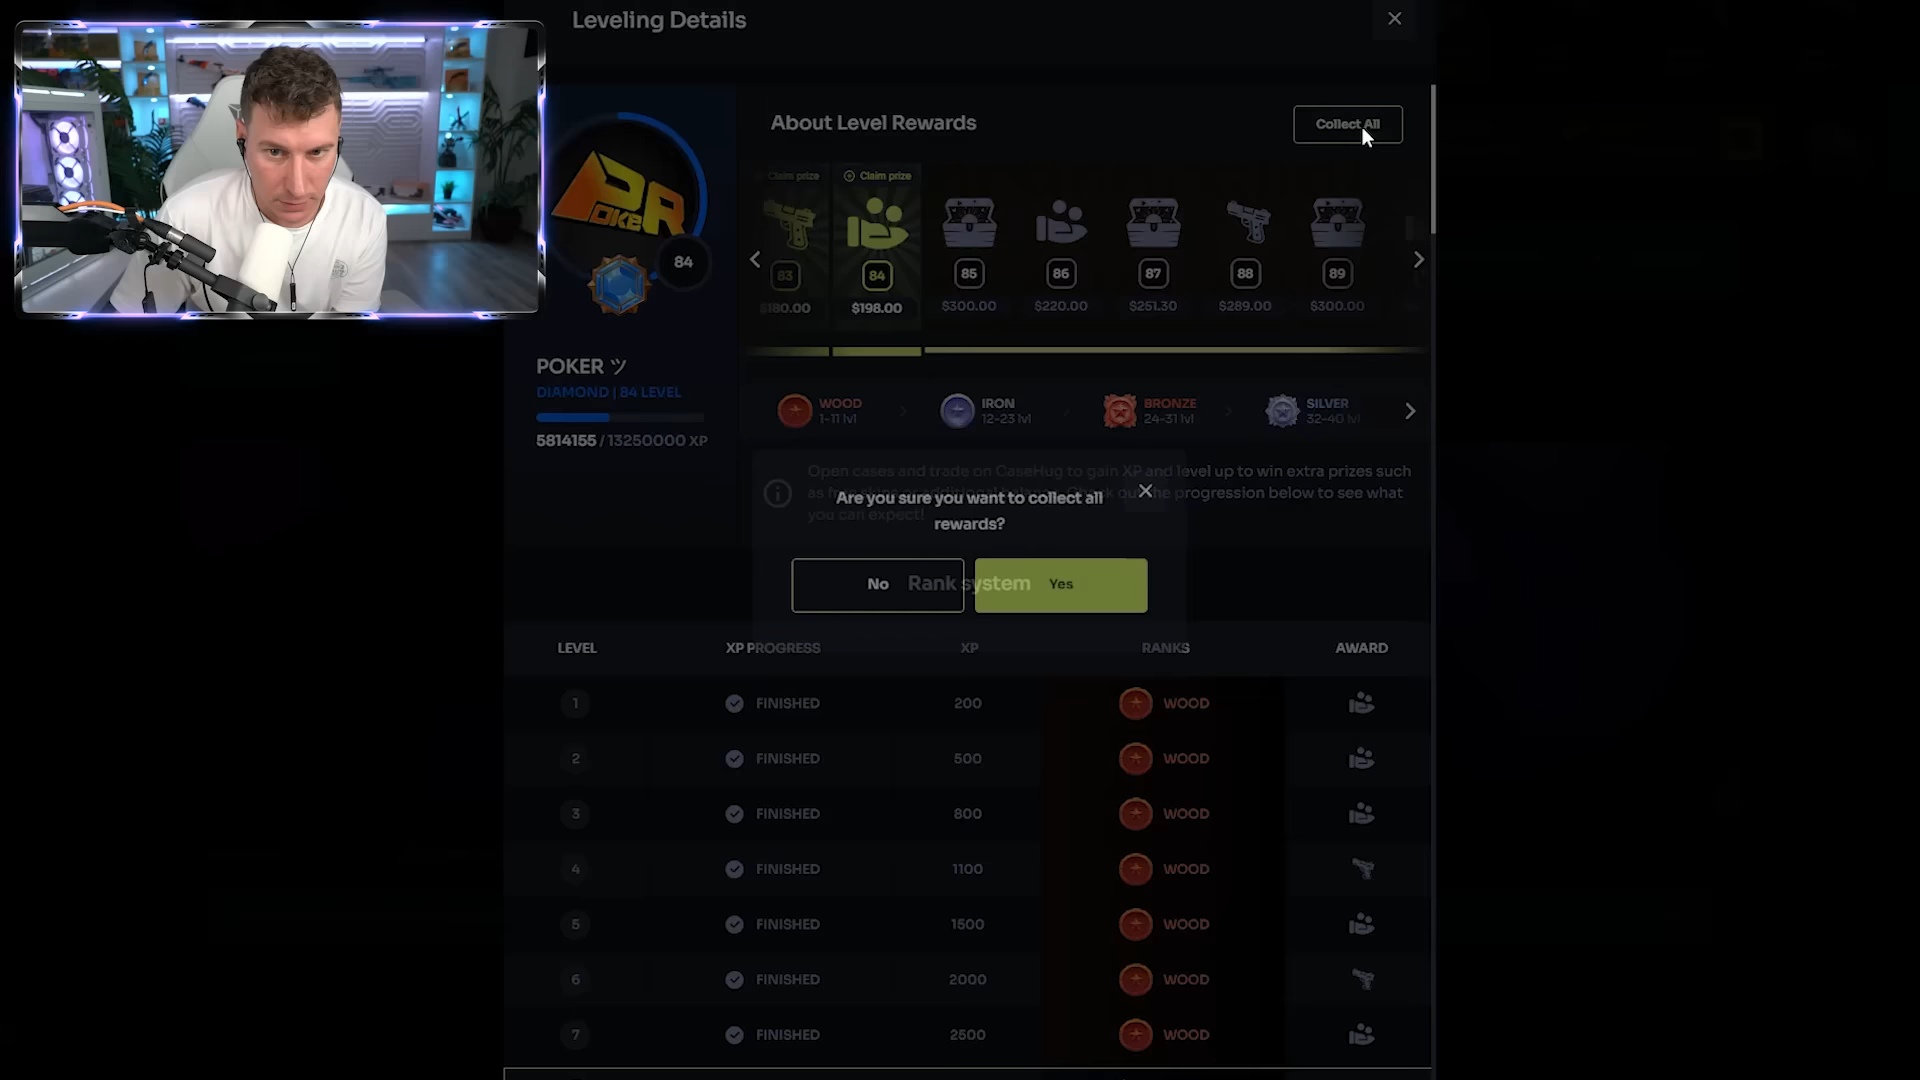 Leveling Details
About Level Rewards
Collect All
Claim prize
Claim prize
83
84
85
86
87
88
89
$180.00
$198.00
$300.00
$220.00
$251.30
$289.00
$300.00
POKER
84
POKER ツ
DIAMOND | 84 LEVEL
5814155 / 13250000 XP
WOOD
1-11 lvl
IRON
12-23 lvl
BRONZE
24-31 lvl
SILVER
32-40 lvl
Open cases and trade on CaseHug to gain XP and level up to win extra prizes such
progression below to see what
you can expect!
Are you sure you want to collect all
rewards?
No
Yes
Rank system
LEVEL XP PROGRESS XP RANKS AWARD
1 FINISHED 200 WOOD
2 FINISHED 500 WOOD
3 FINISHED 800 WOOD
4 FINISHED 1100 WOOD
5 FINISHED 1500 WOOD
6 FINISHED 2000 WOOD
7 FINISHED 2500 WOOD